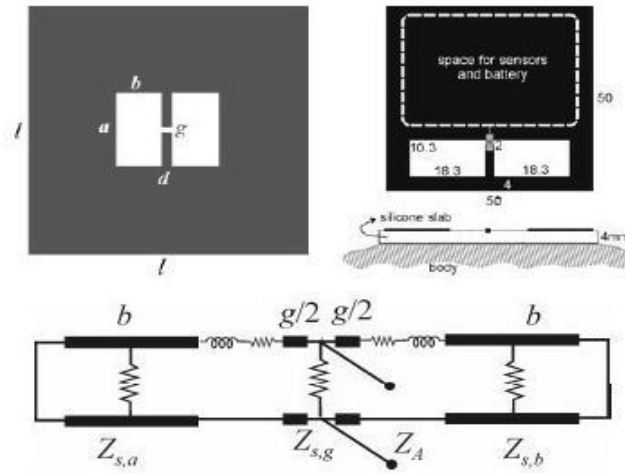 b
ℓ
a
g
d
ℓ
space for sensors
and battery
50
10.3
2
18.3
18.3
4
50
silicone slab
4mm
body
b
g/2
g/2
b
Z_{s,a}
Z_{s,g}
Z_A
Z_{s,b}